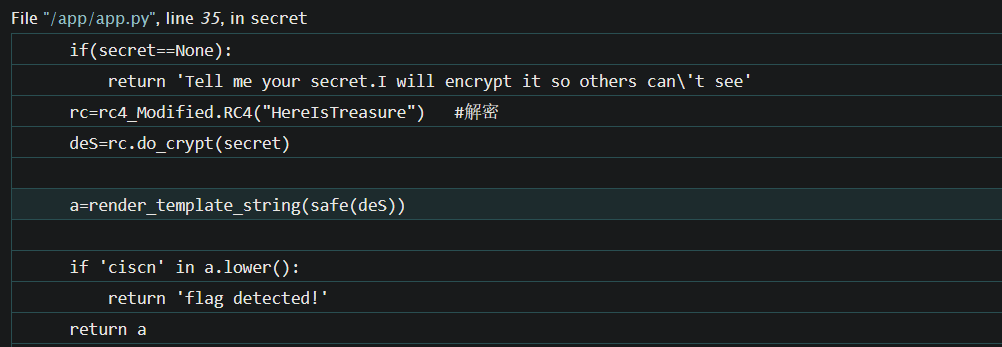 File "/app/app.py", line 35, in secret
if(secret==None):
return 'Tell me your secret.I will encrypt it so others can\'t see'
rc=rc4_Modified.RC4("HereIsTreasure") #解密
deS=rc.do_crypt(secret)
a=render_template_string(safe(deS))
if 'ciscn' in a.lower():
return 'flag detected!'
return a